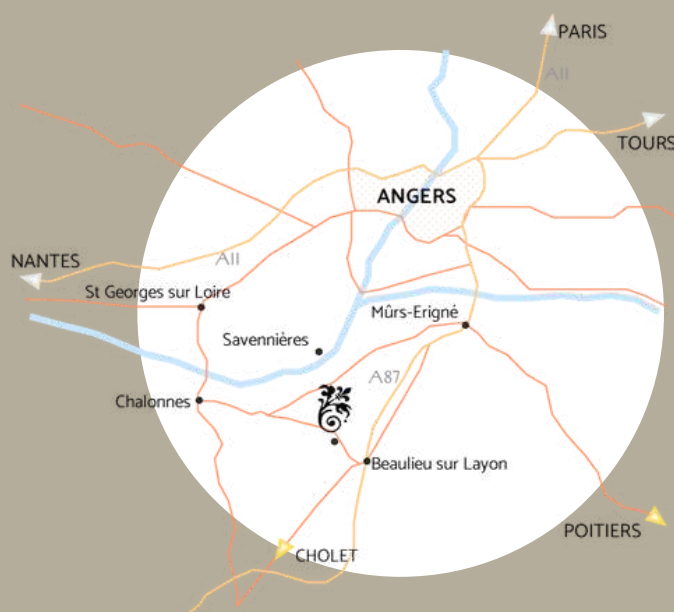 PARIS
A11
TOURS
ANGERS
NANTES
A11
St Georges sur Loire
Mûrs-Erigné
Savennières
A87
Chalonnes
Beaulieu sur Layon
POITIERS
CHOLET